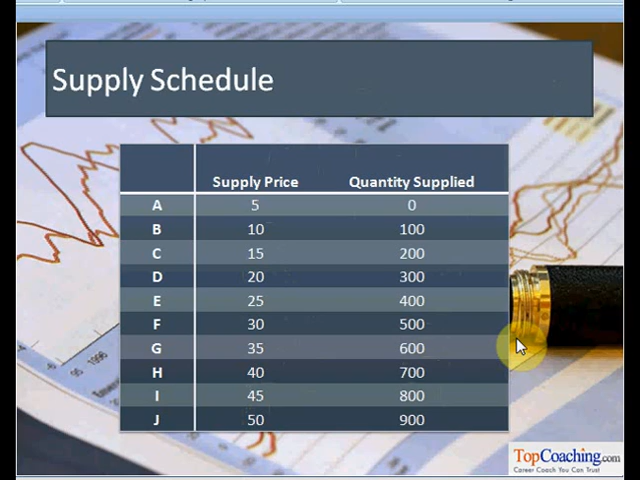 Supply Schedule
Supply Price Quantity Supplied
A 5 0
B 10 100
C 15 200
D 20 300
E 25 400
F 30 500
G 35 600
H 40 700
I 45 800
J 50 900
TopCoaching.com
Career Coach You Can Trust!